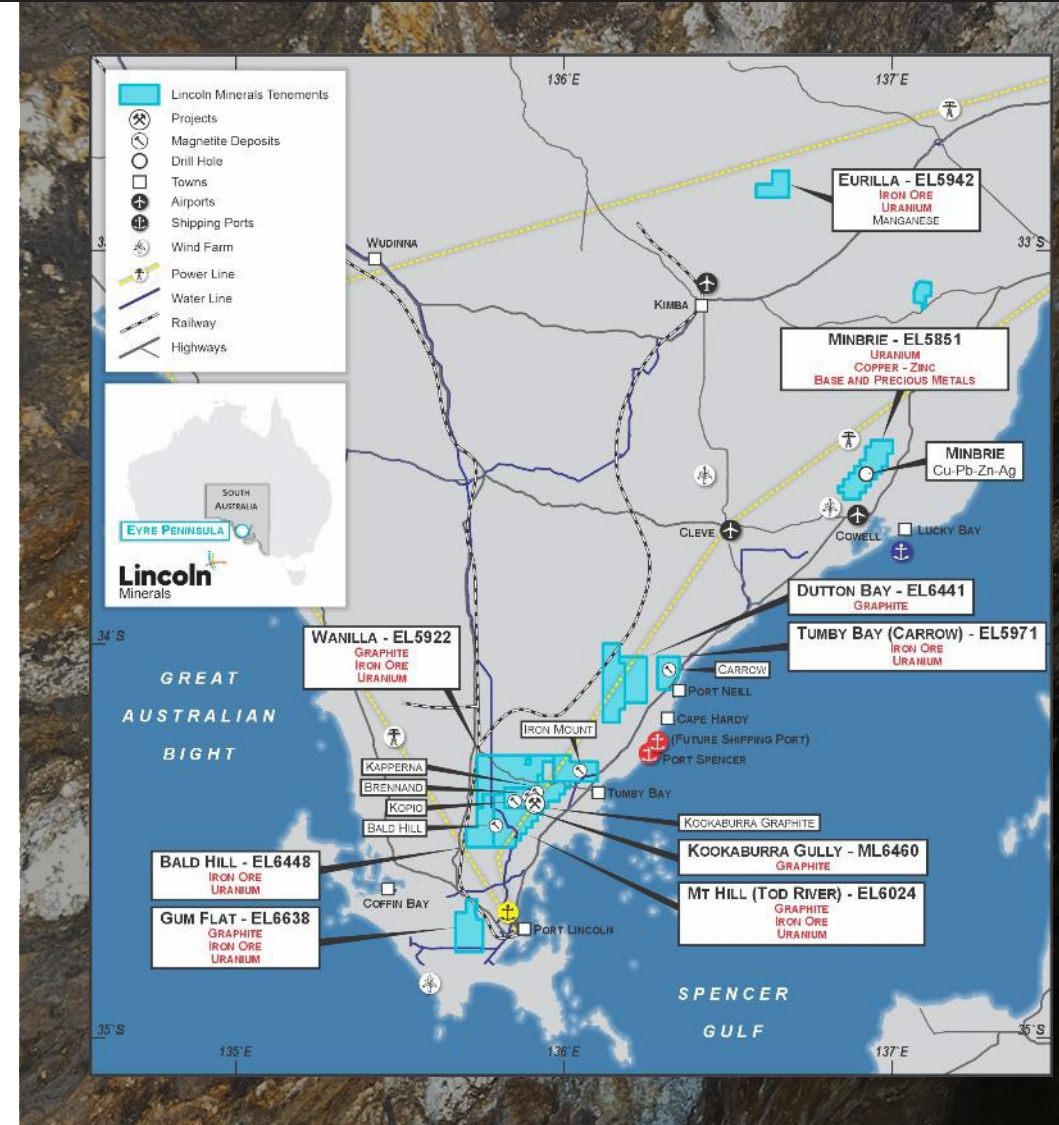 136°E
137°E
Lincoln Minerals Tenements
Projects
Magnetite Deposits
Drill Hole
Towns
Airports
Shipping Ports
Wind Farm
Power Line
Water Line
Railway
Highways
EURILLA - EL5942
IRON ORE
URANIUM
MANGANESE
WUDINNA
33°S
KIMBA
MINBRIE - EL5851
URANIUM
COPPER - ZINC
BASE AND PRECIOUS METALS
MINBRIE
Cu-Pb-Zn-Ag
SOUTH
AUSTRALIA
EYRE PENINSULA
Lincoln
Minerals
CLEVE
COWELL
LUCKY BAY
DUTTON BAY - EL6441
GRAPHITE
TUMBY BAY (CARROW) - EL5971
IRON ORE
URANIUM
34°S
WANILLA - EL5922
GRAPHITE
IRON ORE
URANIUM
CARROW
PORT NEILL
GREAT
AUSTRALIAN
BIGHT
CAPE HARDY
(FUTURE SHIPPING PORT)
PORT SPENCER
IRON MOUNT
KAPPERNA
BRENNAND
KOPIO
BALD HILL
TUMBY BAY
KOOKABURRA GRAPHITE
KOOKABURRA GULLY - ML6460
GRAPHITE
BALD HILL - EL6448
IRON ORE
URANIUM
MT HILL (TOD RIVER) - EL6024
GRAPHITE
IRON ORE
URANIUM
COFFIN BAY
GUM FLAT - EL6638
GRAPHITE
IRON ORE
URANIUM
PORT LINCOLN
SPENCER
GULF
35°S
35°S
135°E
136°E
137°E